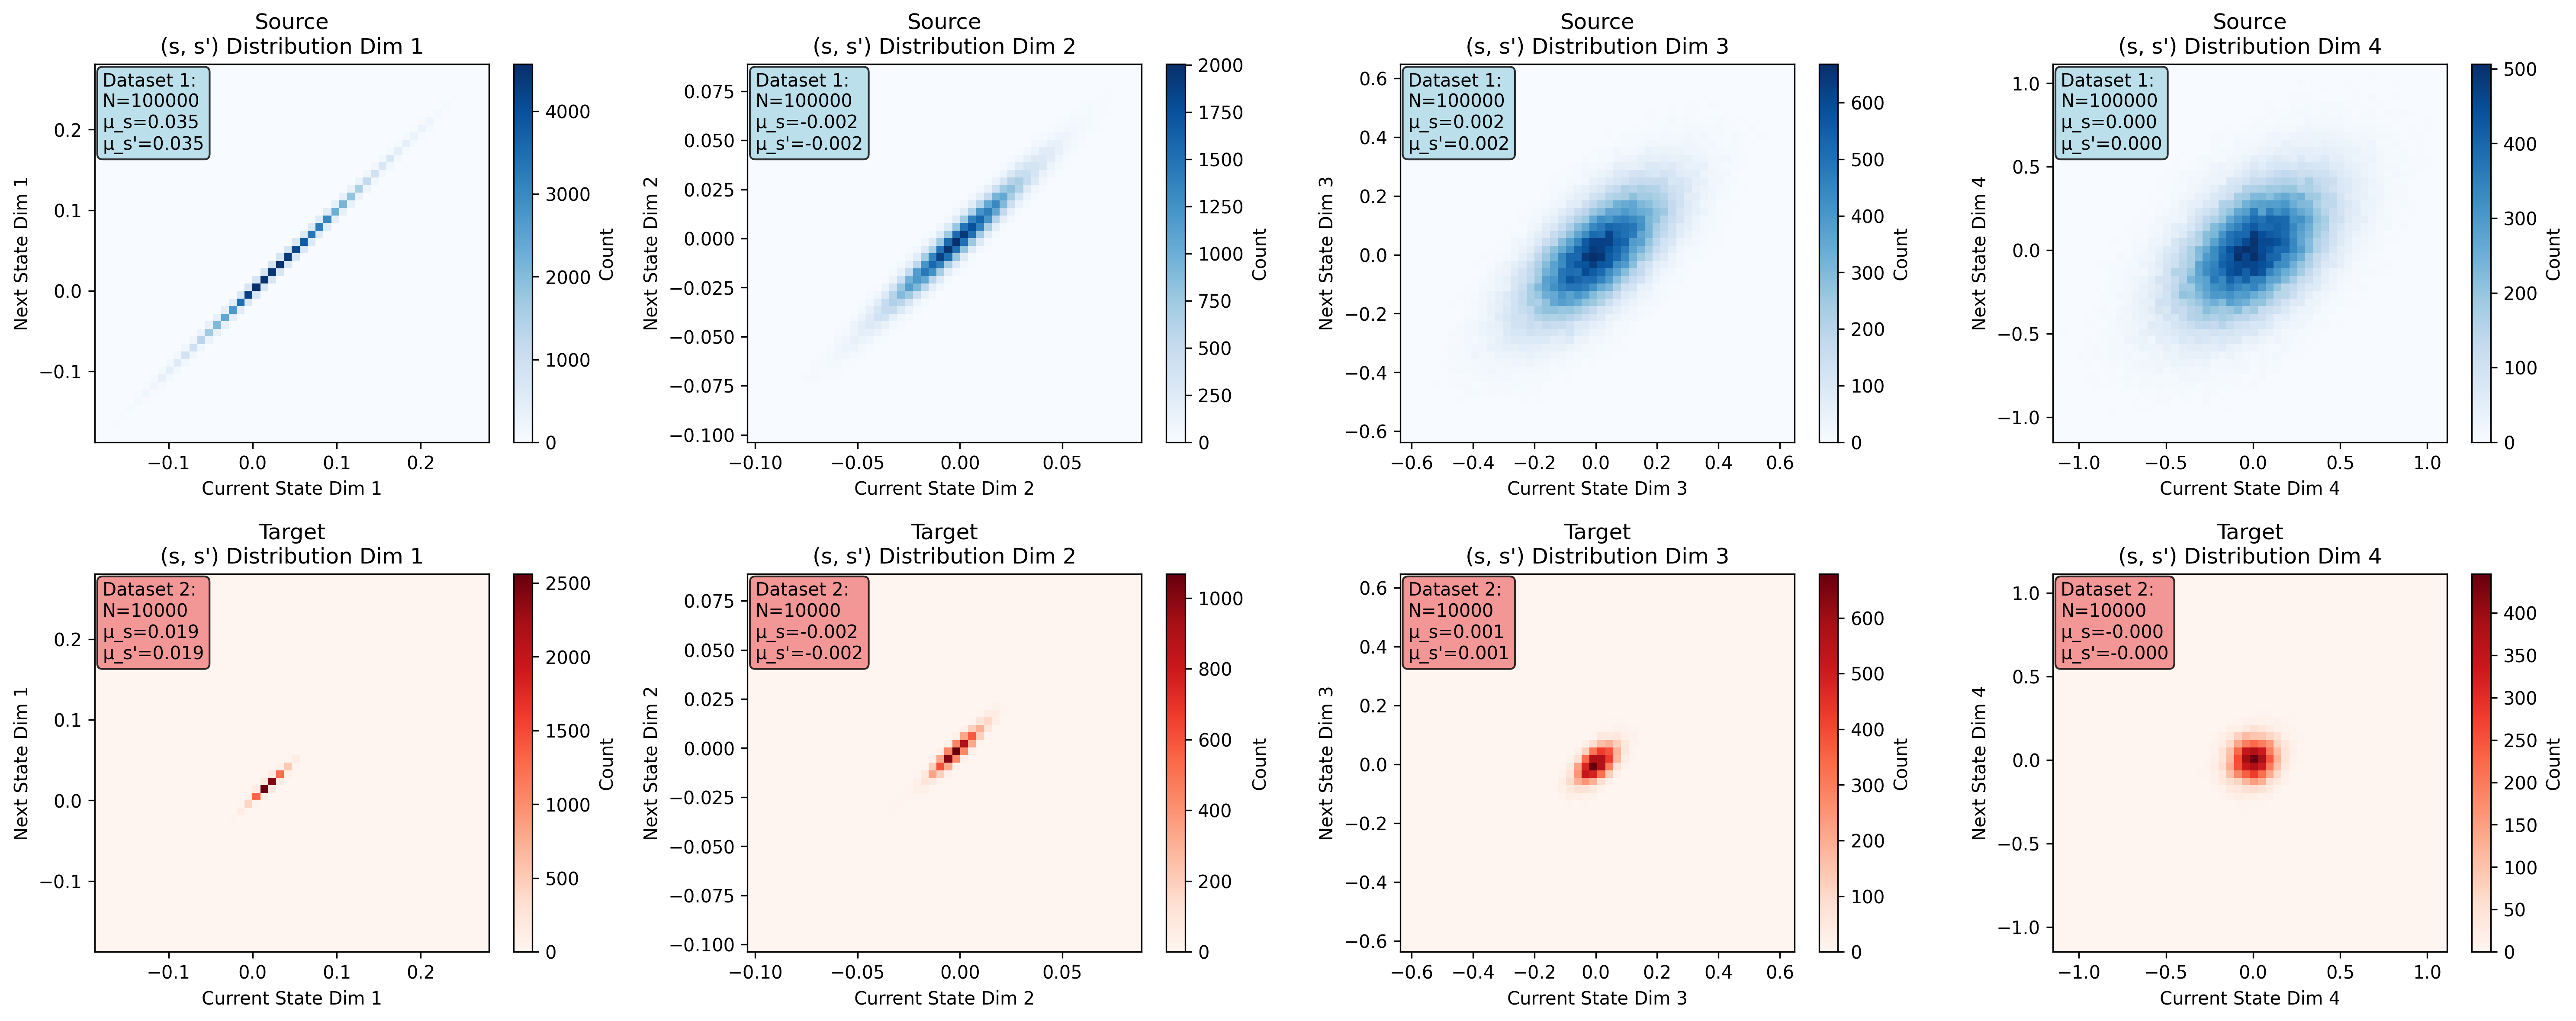 Source
(s, s') Distribution Dim 1
Dataset 1:
N=100000
μ_s=0.035
μ_s'=0.035
0.2
0.1
0.0
−0.1
Next State Dim 1
−0.1 0.0 0.1 0.2
Current State Dim 1
4000
3000
2000
1000
0
Count
Source
(s, s') Distribution Dim 2
Dataset 1:
N=100000
μ_s=-0.002
μ_s'=-0.002
0.075
0.050
0.025
0.000
−0.025
−0.050
−0.075
−0.100
Next State Dim 2
−0.10 −0.05 0.00 0.05
Current State Dim 2
2000
1750
1500
1250
1000
750
500
250
0
Count
Source
(s, s') Distribution Dim 3
Dataset 1:
N=100000
μ_s=0.002
μ_s'=0.002
0.6
0.4
0.2
0.0
−0.2
−0.4
−0.6
Next State Dim 3
−0.6 −0.4 −0.2 0.0 0.2 0.4 0.6
Current State Dim 3
600
500
400
300
200
100
0
Count
Source
(s, s') Distribution Dim 4
Dataset 1:
N=100000
μ_s=0.000
μ_s'=0.000
1.0
0.5
0.0
−0.5
−1.0
Next State Dim 4
−1.0 −0.5 0.0 0.5 1.0
Current State Dim 4
500
400
300
200
100
0
Count
Target
(s, s') Distribution Dim 1
Dataset 2:
N=10000
μ_s=0.019
μ_s'=0.019
0.2
0.1
0.0
−0.1
Next State Dim 1
−0.1 0.0 0.1 0.2
Current State Dim 1
2500
2000
1500
1000
500
0
Count
Target
(s, s') Distribution Dim 2
Dataset 2:
N=10000
μ_s=-0.002
μ_s'=-0.002
0.075
0.050
0.025
0.000
−0.025
−0.050
−0.075
−0.100
Next State Dim 2
−0.10 −0.05 0.00 0.05
Current State Dim 2
1000
800
600
400
200
0
Count
Target
(s, s') Distribution Dim 3
Dataset 2:
N=10000
μ_s=0.001
μ_s'=0.001
0.6
0.4
0.2
0.0
−0.2
−0.4
−0.6
Next State Dim 3
−0.6 −0.4 −0.2 0.0 0.2 0.4 0.6
Current State Dim 3
600
500
400
300
200
100
0
Count
Target
(s, s') Distribution Dim 4
Dataset 2:
N=10000
μ_s=-0.000
μ_s'=-0.000
1.0
0.5
0.0
−0.5
−1.0
Next State Dim 4
−1.0 −0.5 0.0 0.5 1.0
Current State Dim 4
400
350
300
250
200
150
100
50
0
Count